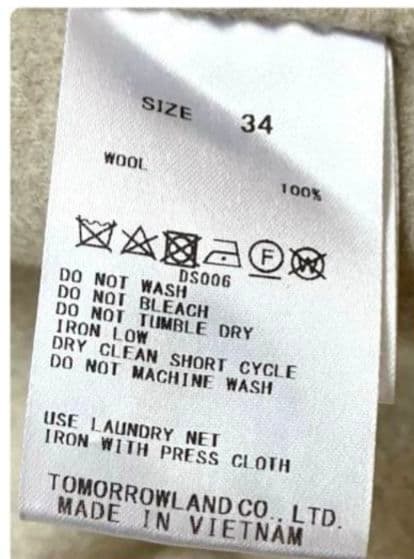 SIZE 34
WOOL 100%
F W
DS006
DO NOT WASH
DO NOT BLEACH
DO NOT TUMBLE DRY
IRON LOW
DRY CLEAN SHORT CYCLE
DO NOT MACHINE WASH
USE LAUNDRY NET
IRON WITH PRESS CLOTH
TOMORROWLAND CO., LTD.
MADE IN VIETNAM